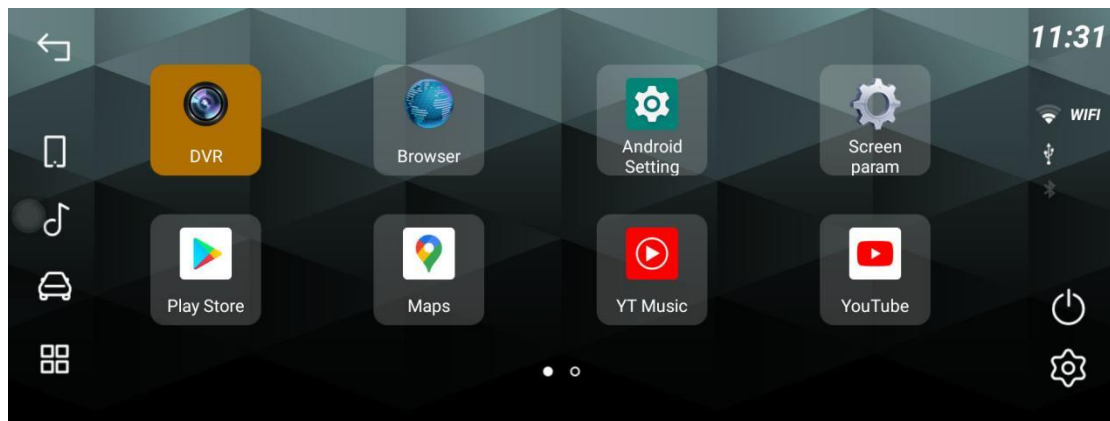 11:31
WIFI
DVR
Browser
Android
Setting
Screen
param
Play Store
Maps
YT Music
YouTube